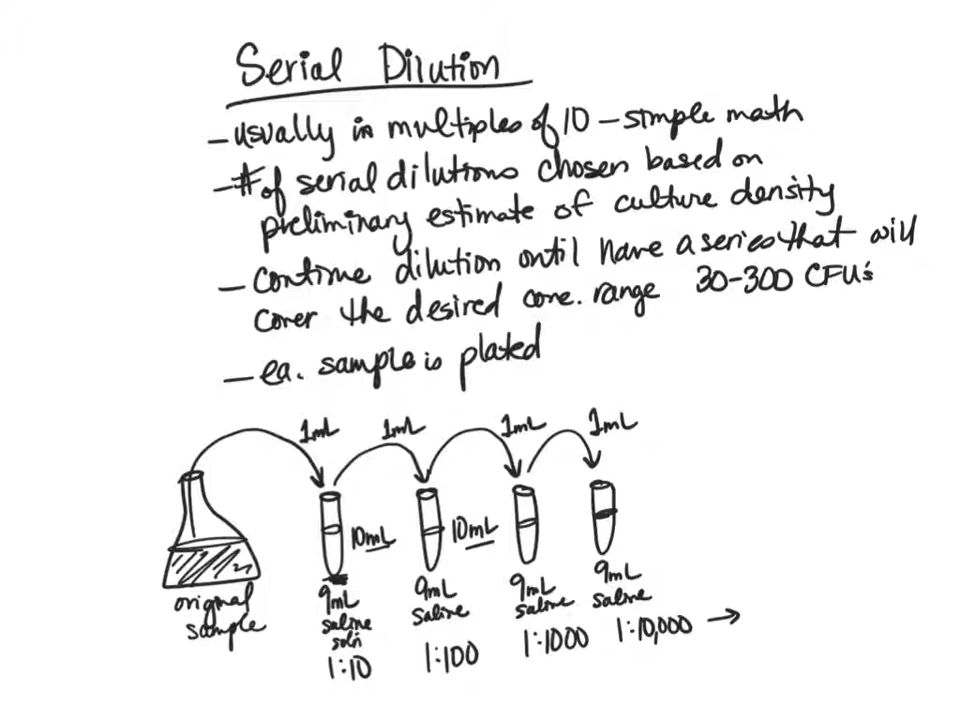 Serial Dilution
- usually in multiples of 10 - simple math
- # of serial dilutions chosen based on
preliminary estimate of culture density
- continue dilution until have a series that will
cover the desired conc. range 30-300 CFU's
- ea. sample is plated
1mL 1mL 1mL 1mL
10mL 10mL
original
sample
9mL
saline
soln
1:10
9mL
saline
1:100
9mL
saline
1:1000
9mL
saline
1:10,000 →